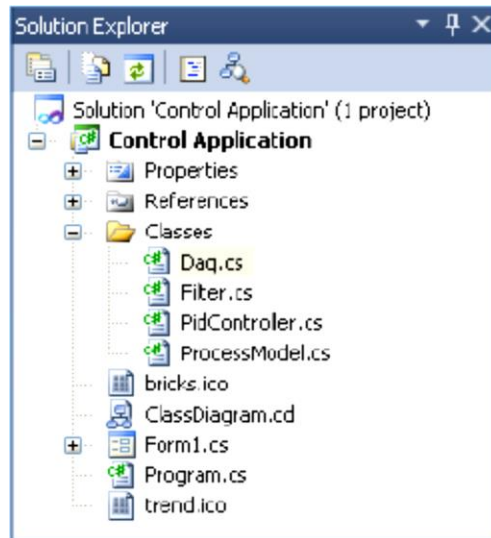 Solution Explorer
Solution 'Control Application' (1 project)
Control Application
Properties
References
Classes
Daq.cs
Filter.cs
PidControler.cs
ProcessModel.cs
bricks.ico
ClassDiagram.cd
Form1.cs
Program.cs
trend.ico